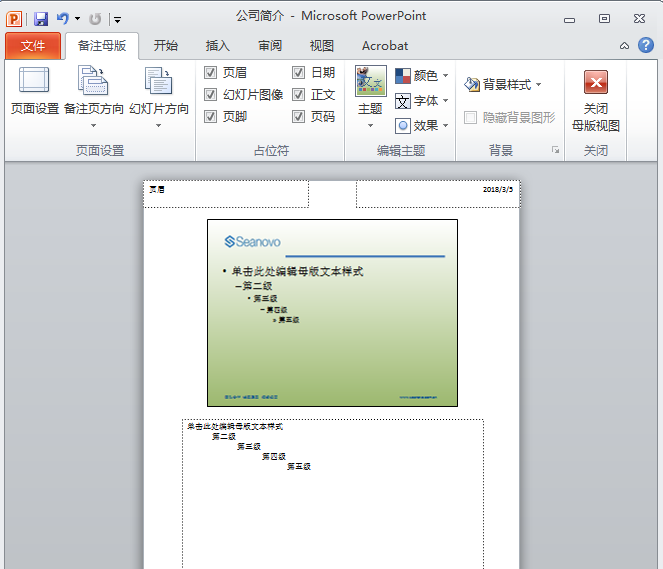 公司简介 - Microsoft PowerPoint
文件 备注母版 开始 插入 审阅 视图 Acrobat
页面设置 备注页方向 幻灯片方向
页面设置
页眉 日期
幻灯片图像 正文
页脚 页码
占位符
主题 颜色
字体
效果
编辑主题
背景样式
隐藏背景图形
背景
关闭
母版视图
关闭
页眉
2018/3/5
Seanovo
• 单击此处编辑母版文本样式
–第二级
• 第三级
– 第四级
» 第五级
单击此处编辑母版文本样式
第二级
第三级
第四级
第五级